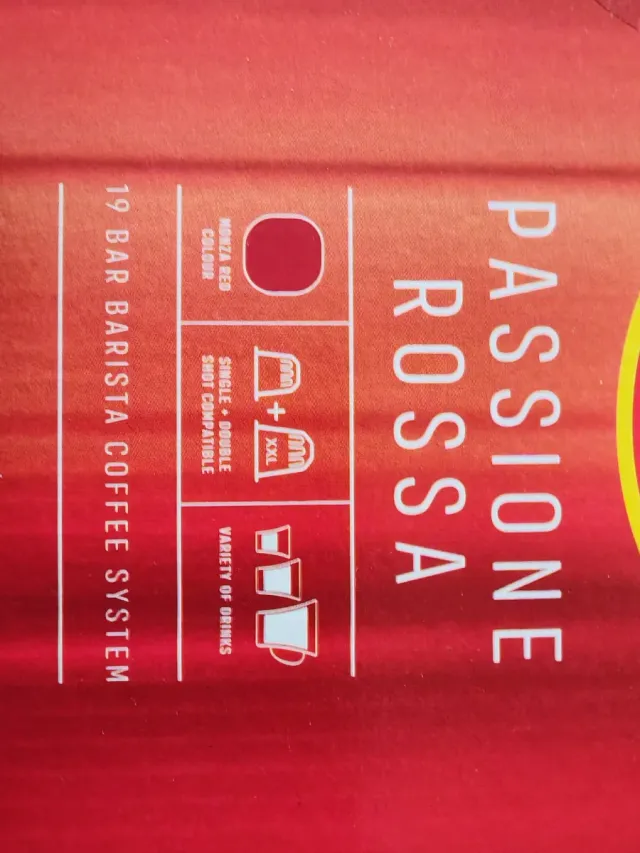 PASSIONE
ROSSA
MONZA RED
COLOUR
XXL
SINGLE + DOUBLE
SHOT COMPATIBLE
VARIETY OF DRINKS
19 BAR BARISTA COFFEE SYSTEM